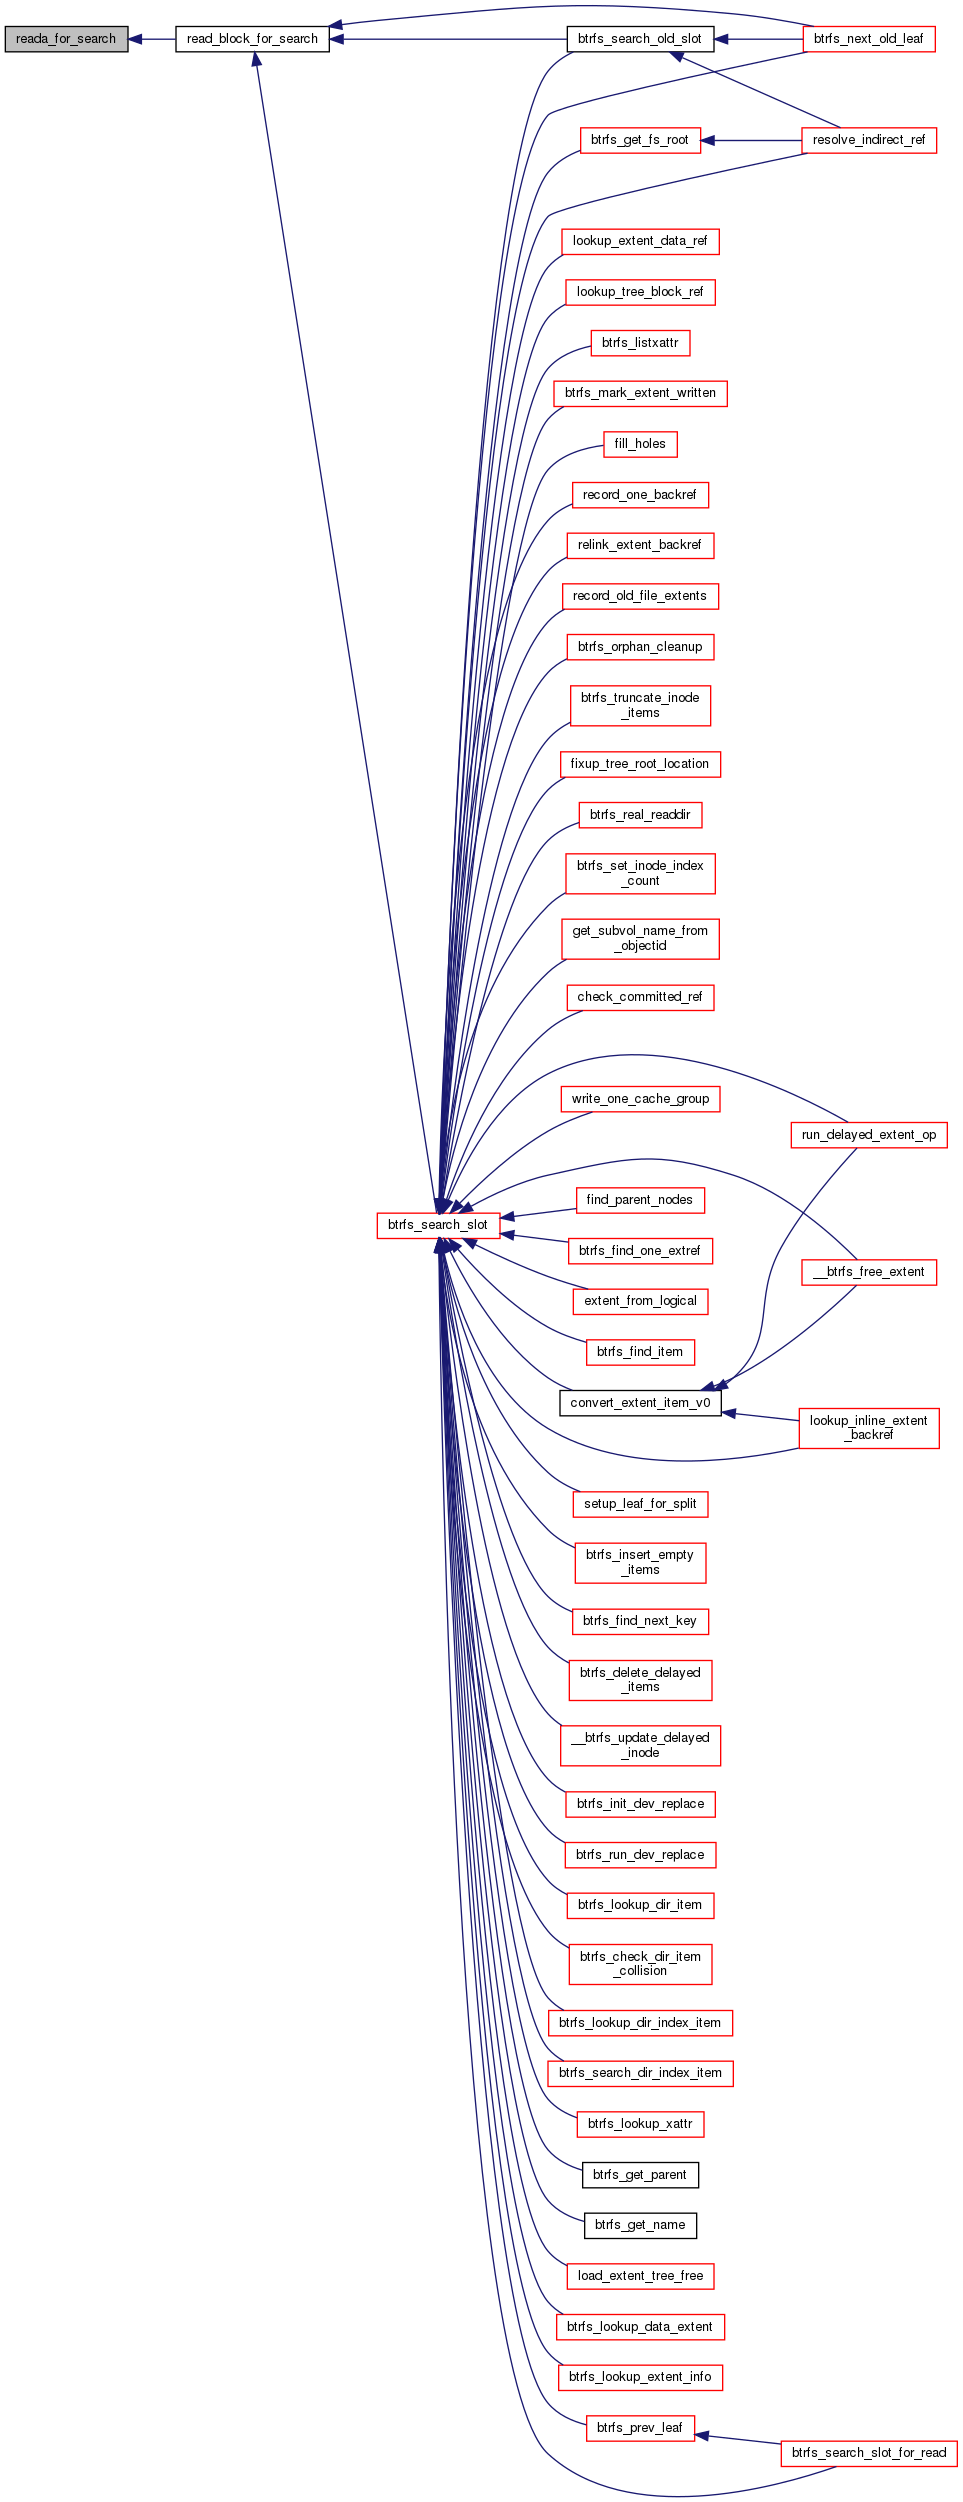 reada_for_search
read_block_for_search
btrfs_search_old_slot
btrfs_next_old_leaf
btrfs_get_fs_root
resolve_indirect_ref
lookup_extent_data_ref
lookup_tree_block_ref
btrfs_listxattr
btrfs_mark_extent_written
fill_holes
record_one_backref
relink_extent_backref
record_old_file_extents
btrfs_orphan_cleanup
btrfs_truncate_inode
_items
fixup_tree_root_location
btrfs_real_readdir
btrfs_set_inode_index
_count
get_subvol_name_from
_objectid
check_committed_ref
write_one_cache_group
run_delayed_extent_op
find_parent_nodes
btrfs_search_slot
btrfs_find_one_extref
__btrfs_free_extent
extent_from_logical
btrfs_find_item
convert_extent_item_v0
lookup_inline_extent
_backref
setup_leaf_for_split
btrfs_insert_empty
_items
btrfs_find_next_key
btrfs_delete_delayed
_items
__btrfs_update_delayed
_inode
btrfs_init_dev_replace
btrfs_run_dev_replace
btrfs_lookup_dir_item
btrfs_check_dir_item
_collision
btrfs_lookup_dir_index_item
btrfs_search_dir_index_item
btrfs_lookup_xattr
btrfs_get_parent
btrfs_get_name
load_extent_tree_free
btrfs_lookup_data_extent
btrfs_lookup_extent_info
btrfs_prev_leaf
btrfs_search_slot_for_read